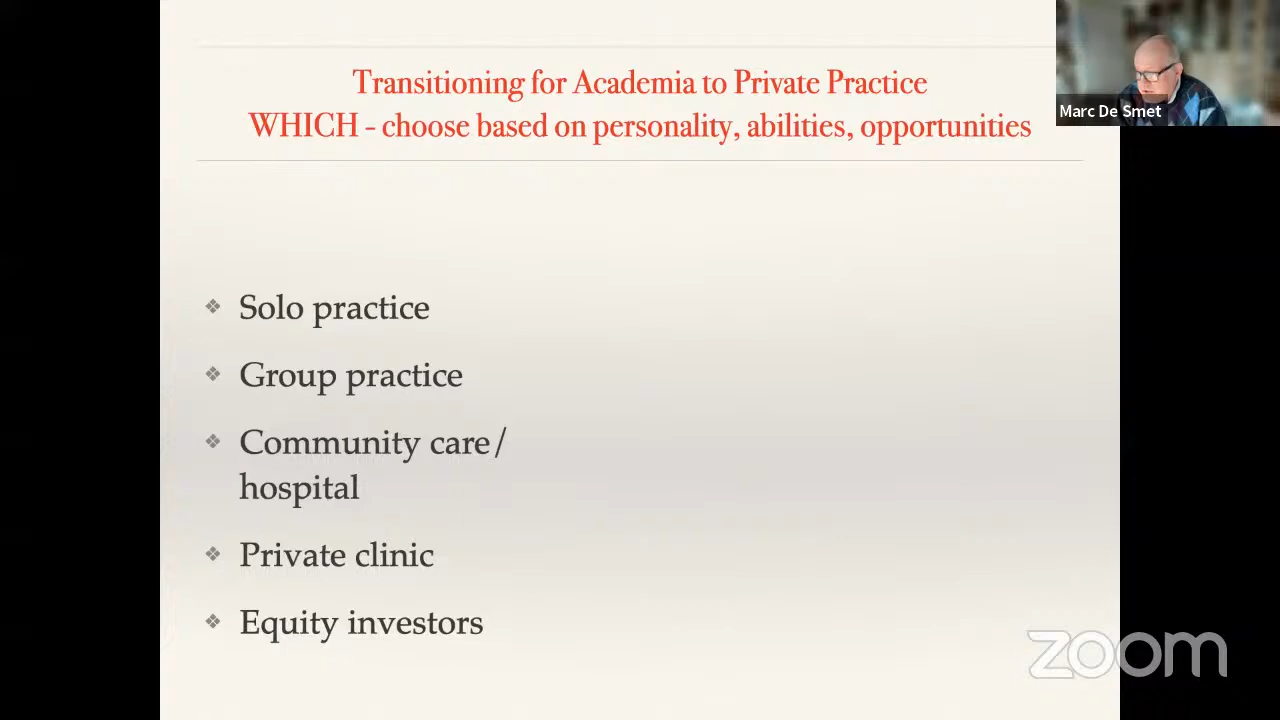 Transitioning for Academia to Private Practice
WHICH - choose based on personality, abilities, opportunities
Marc De Smet
❖ Solo practice
❖ Group practice
❖ Community care/
hospital
❖ Private clinic
❖ Equity investors
zoom